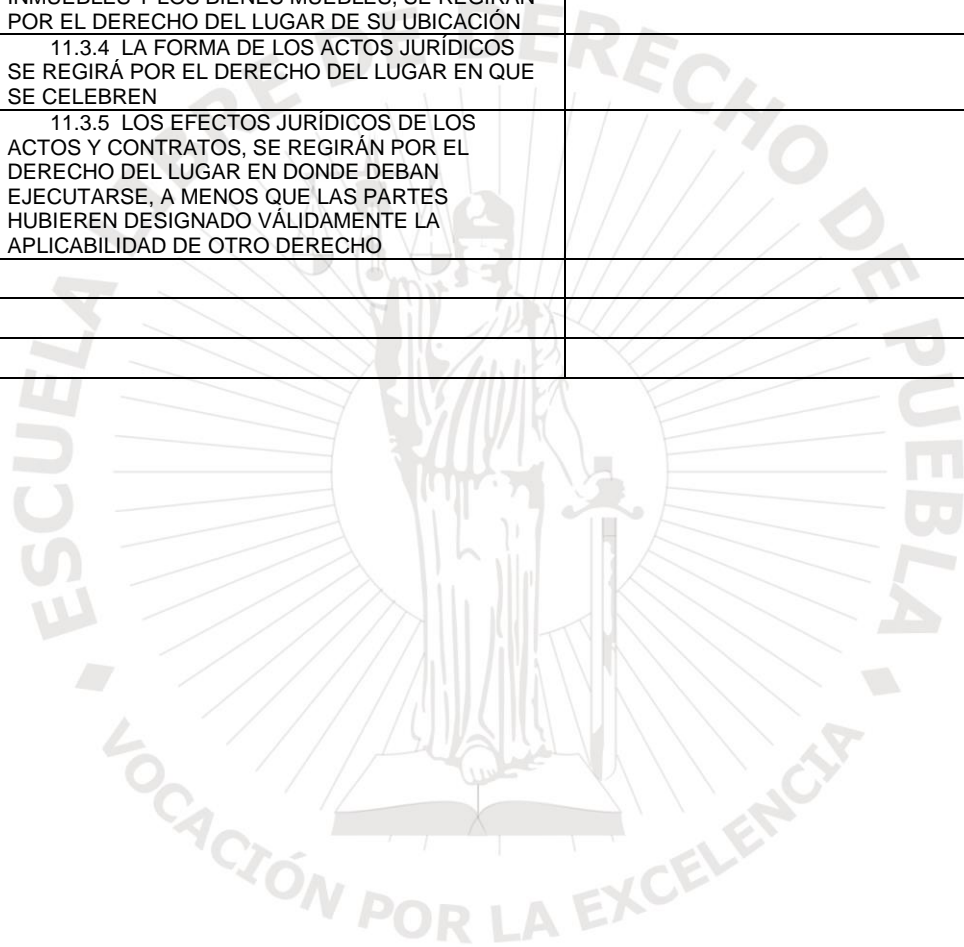 INMUEBLES Y LOS BIENES MUEBLES, SE REGIRÁN
POR EL DERECHO DEL LUGAR DE SU UBICACIÓN
11.3.4 LA FORMA DE LOS ACTOS JURÍDICOS
SE REGIRÁ POR EL DERECHO DEL LUGAR EN QUE
SE CELEBREN
11.3.5 LOS EFECTOS JURÍDICOS DE LOS
ACTOS Y CONTRATOS, SE REGIRÁN POR EL
DERECHO DEL LUGAR EN DONDE DEBAN
EJECUTARSE, A MENOS QUE LAS PARTES
HUBIEREN DESIGNADO VÁLIDAMENTE LA
APLICABILIDAD DE OTRO DERECHO
ESCUELA LIBRE DE DERECHO DE PUEBLA
VOCACIÓN POR LA EXCELENCIA